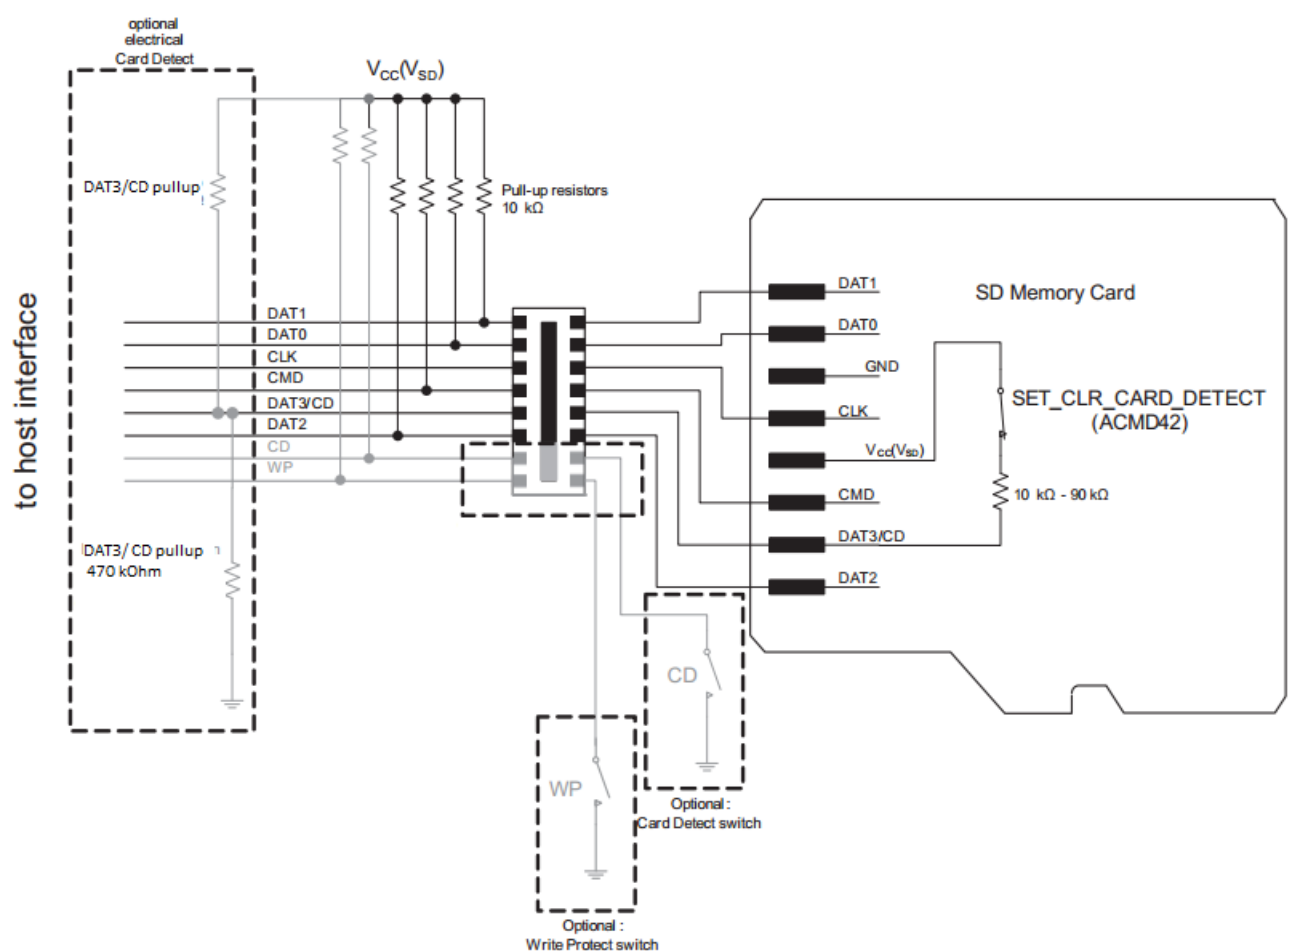 optional
electrical
Card Detect
VCC(VSD)
DAT3/CD pullup
Pull-up resistors
10 kΩ
to host interface
DAT1
DAT0
CLK
CMD
DAT3/CD
DAT2
CD
WP
DAT3/ CD pullup
470 kOhm
DAT1
DAT0
GND
CLK
VCC(VSD)
CMD
DAT3/CD
DAT2
SD Memory Card
SET_CLR_CARD_DETECT
(ACMD42)
10 kΩ - 90 kΩ
CD
Optional :
Card Detect switch
WP
Optional :
Write Protect switch